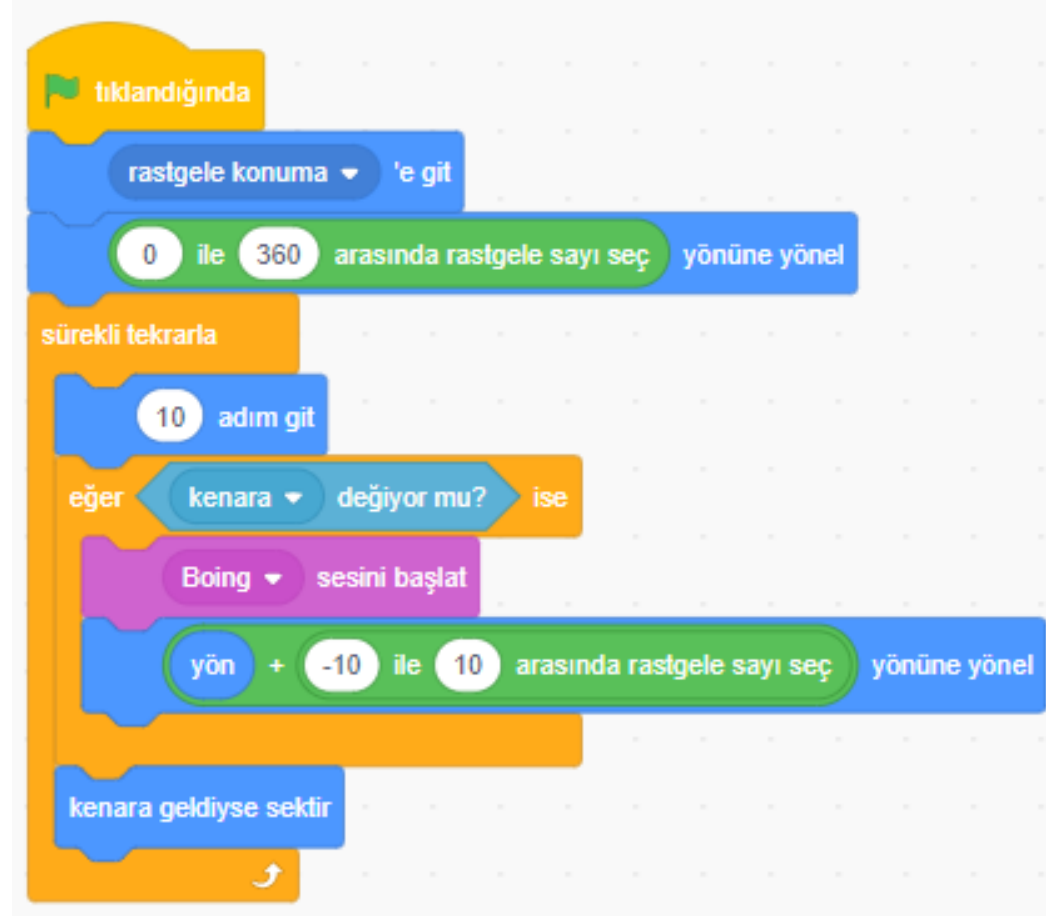 tıklandığında
rastgele konuma 'e git
0 ile 360 arasında rastgele sayı seç yönüne yönel
sürekli tekrarla
10 adım git
eğer kenara değiyor mu? ise
Boing sesini başlat
yön + -10 ile 10 arasında rastgele sayı seç yönüne yönel
kenara geldiyse sektir